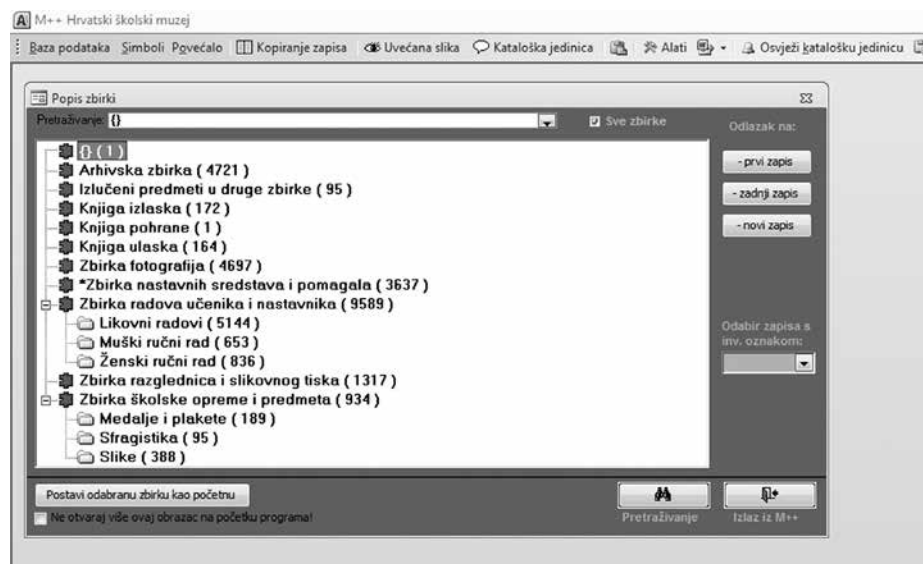 M++ Hrvatski školski muzej
Baza podataka Simboli Povećalo Kopiranje zapisa Uvećana slika Kataloška jedinica Alati Osvježi katalošku jedinicu
Popis zbirki
Pretraživanje: {} Sve zbirke
Odlazak na:
{} ( 1 )
Arhivska zbirka ( 4721 )
- prvi zapis
Izlučeni predmeti u druge zbirke ( 95 )
- zadnji zapis
Knjiga izlaska ( 172 )
Knjiga pohrane ( 1 )
- novi zapis
Knjiga ulaska ( 164 )
Zbirka fotografija ( 4697 )
*Zbirka nastavnih sredstava i pomagala ( 3637 )
Zbirka radova učenika i nastavnika ( 9589 )
Likovni radovi ( 5144 )
Muški ručni rad ( 653 )
Ženski ručni rad ( 836 )
Odabir zapisa s
inv. oznakom:
Zbirka razglednica i slikovnog tiska ( 1317 )
Zbirka školske opreme i predmeta ( 934 )
Medalje i plakete ( 189 )
Sfragistika ( 95 )
Slike ( 388 )
Postavi odabranu zbirku kao početnu
Ne otvaraj više ovaj obrazac na početku programa!
Pretraživanje
Izlaz iz M++